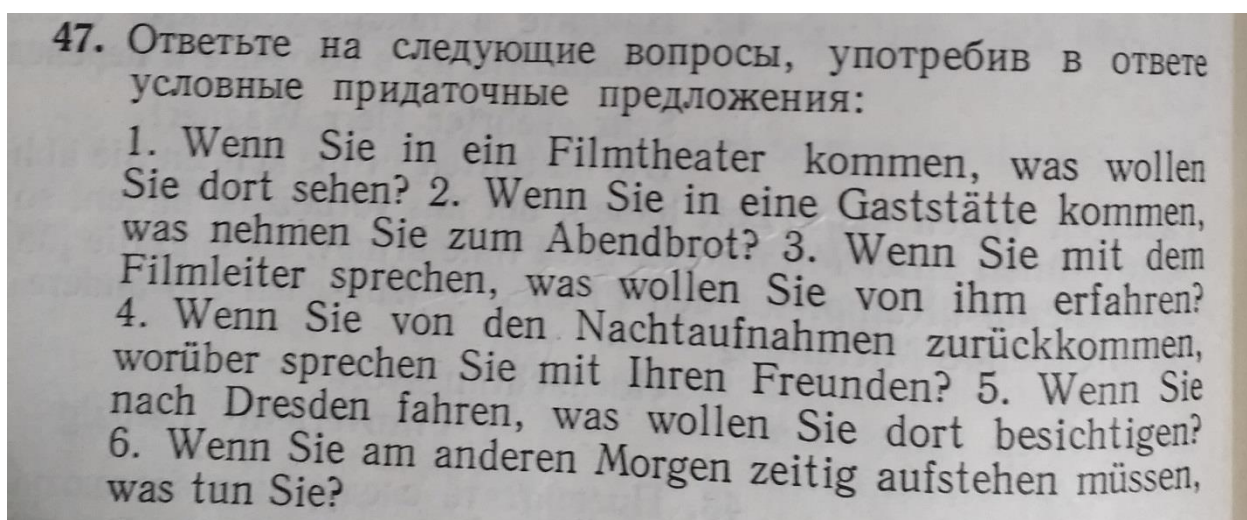 47. Ответьте на следующие вопросы, употребив в ответе
условные придаточные предложения:
1. Wenn Sie in ein Filmtheater kommen, was wollen
Sie dort sehen? 2. Wenn Sie in eine Gaststätte kommen,
was nehmen Sie zum Abendbrot? 3. Wenn Sie mit dem
Filmleiter sprechen, was wollen Sie von ihm erfahren?
4. Wenn Sie von den Nachtaufnahmen zurückkommen,
worüber sprechen Sie mit Ihren Freunden? 5. Wenn Sie
nach Dresden fahren, was wollen Sie dort besichtigen?
6. Wenn Sie am anderen Morgen zeitig aufstehen müssen,
was tun Sie?